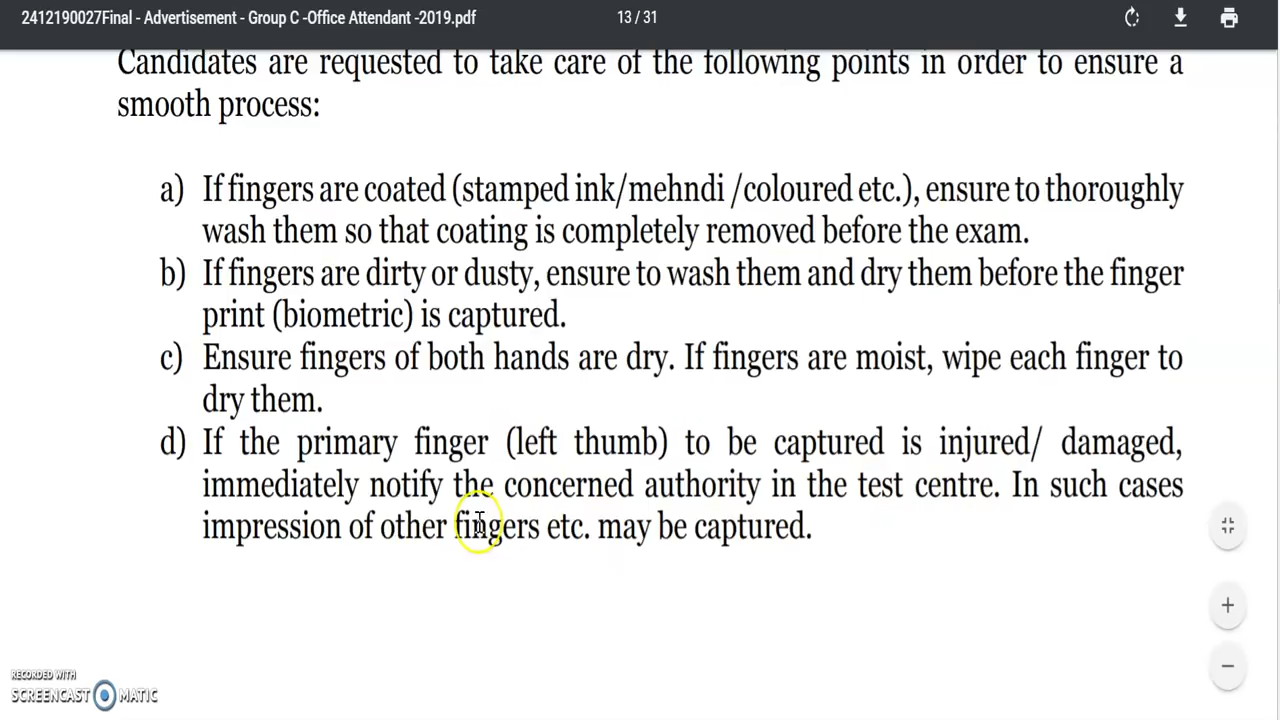 2412190027Final - Advertisement - Group C -Office Attendant -2019.pdf 13 / 31
Candidates are requested to take care of the following points in order to ensure a
smooth process:
a) If fingers are coated (stamped ink/mehndi /coloured etc.), ensure to thoroughly
wash them so that coating is completely removed before the exam.
b) If fingers are dirty or dusty, ensure to wash them and dry them before the finger
print (biometric) is captured.
c) Ensure fingers of both hands are dry. If fingers are moist, wipe each finger to
dry them.
d) If the primary finger (left thumb) to be captured is injured/ damaged,
immediately notify the concerned authority in the test centre. In such cases
impression of other fingers etc. may be captured.
RECORDED WITH
SCREENCAST MATIC